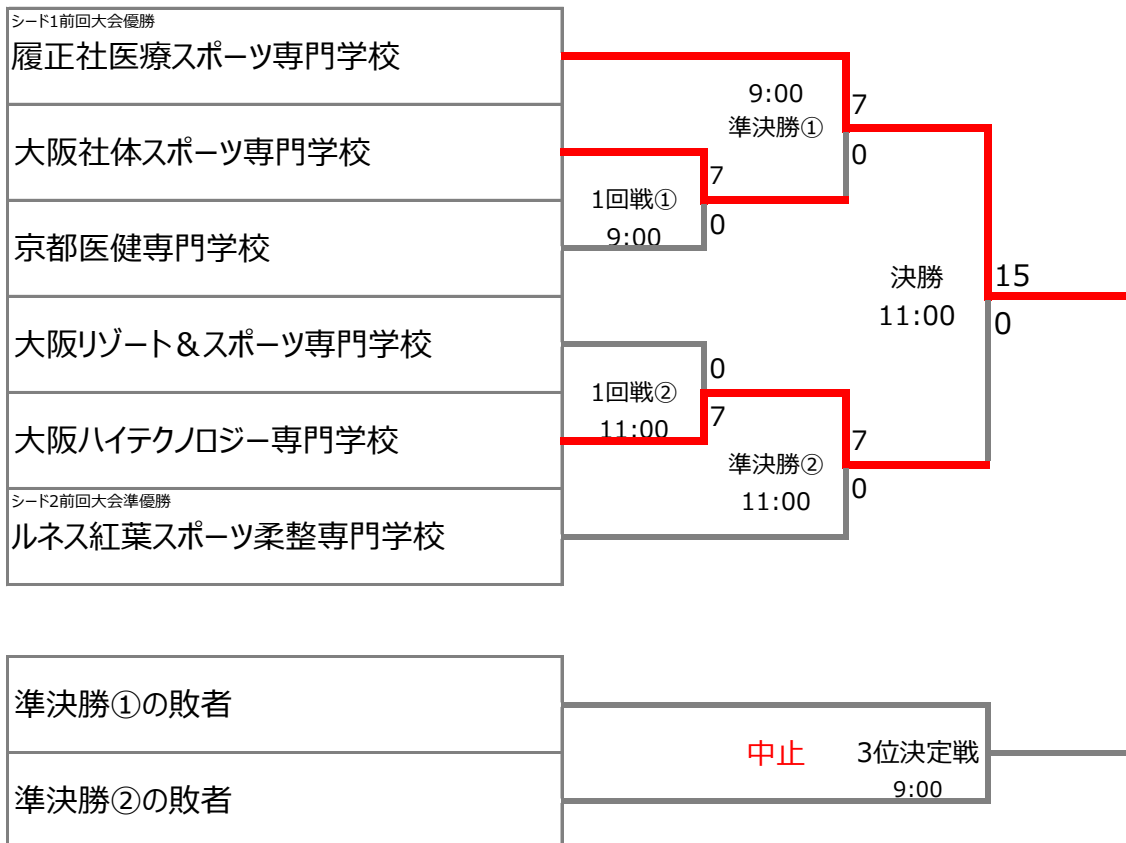 シード1前回大会優勝
履正社医療スポーツ専門学校
大阪社体スポーツ専門学校
京都医健専門学校
大阪リゾート＆スポーツ専門学校
大阪ハイテクノロジー専門学校
シード2前回大会準優勝
ルネス紅葉スポーツ柔整専門学校
9:00
準決勝①
7
0
1回戦①
9:00
7
0
決勝
11:00
15
0
1回戦②
11:00
0
7
準決勝②
11:00
7
0
準決勝①の敗者
準決勝②の敗者
中止
3位決定戦
9:00